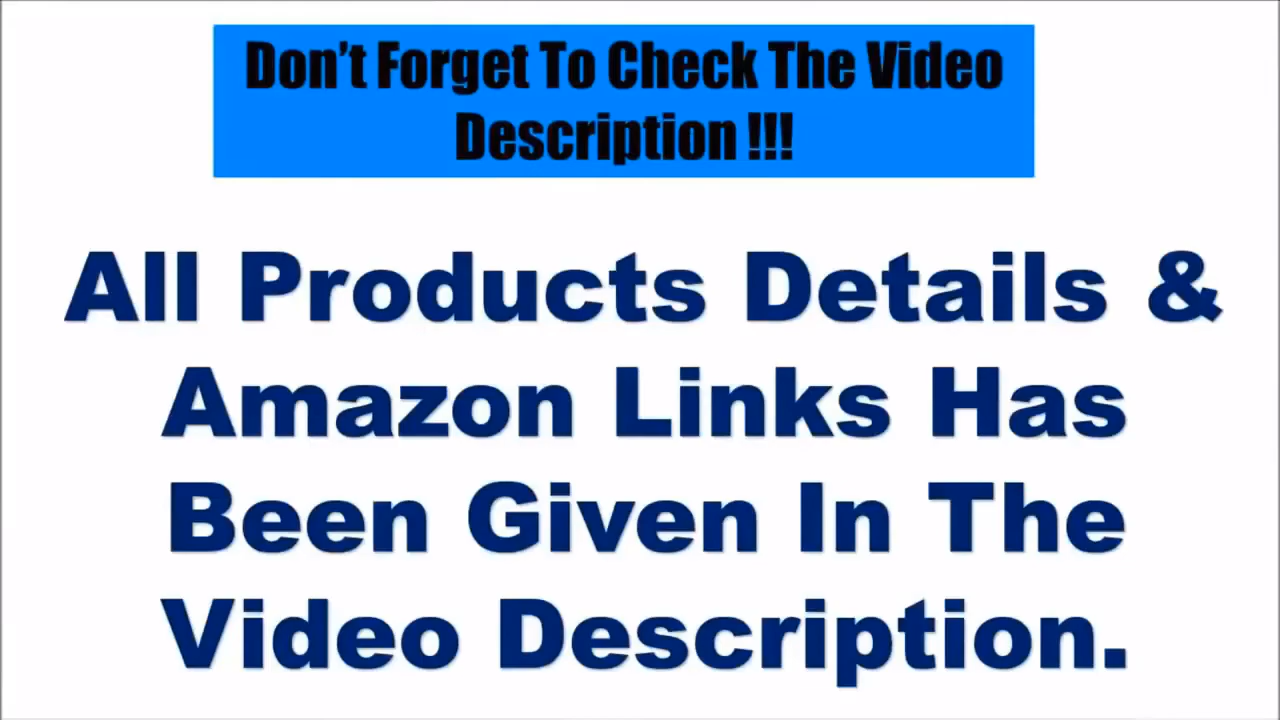 Don’t Forget To Check The Video
Description !!!
All Products Details &
Amazon Links Has
Been Given In The
Video Description.